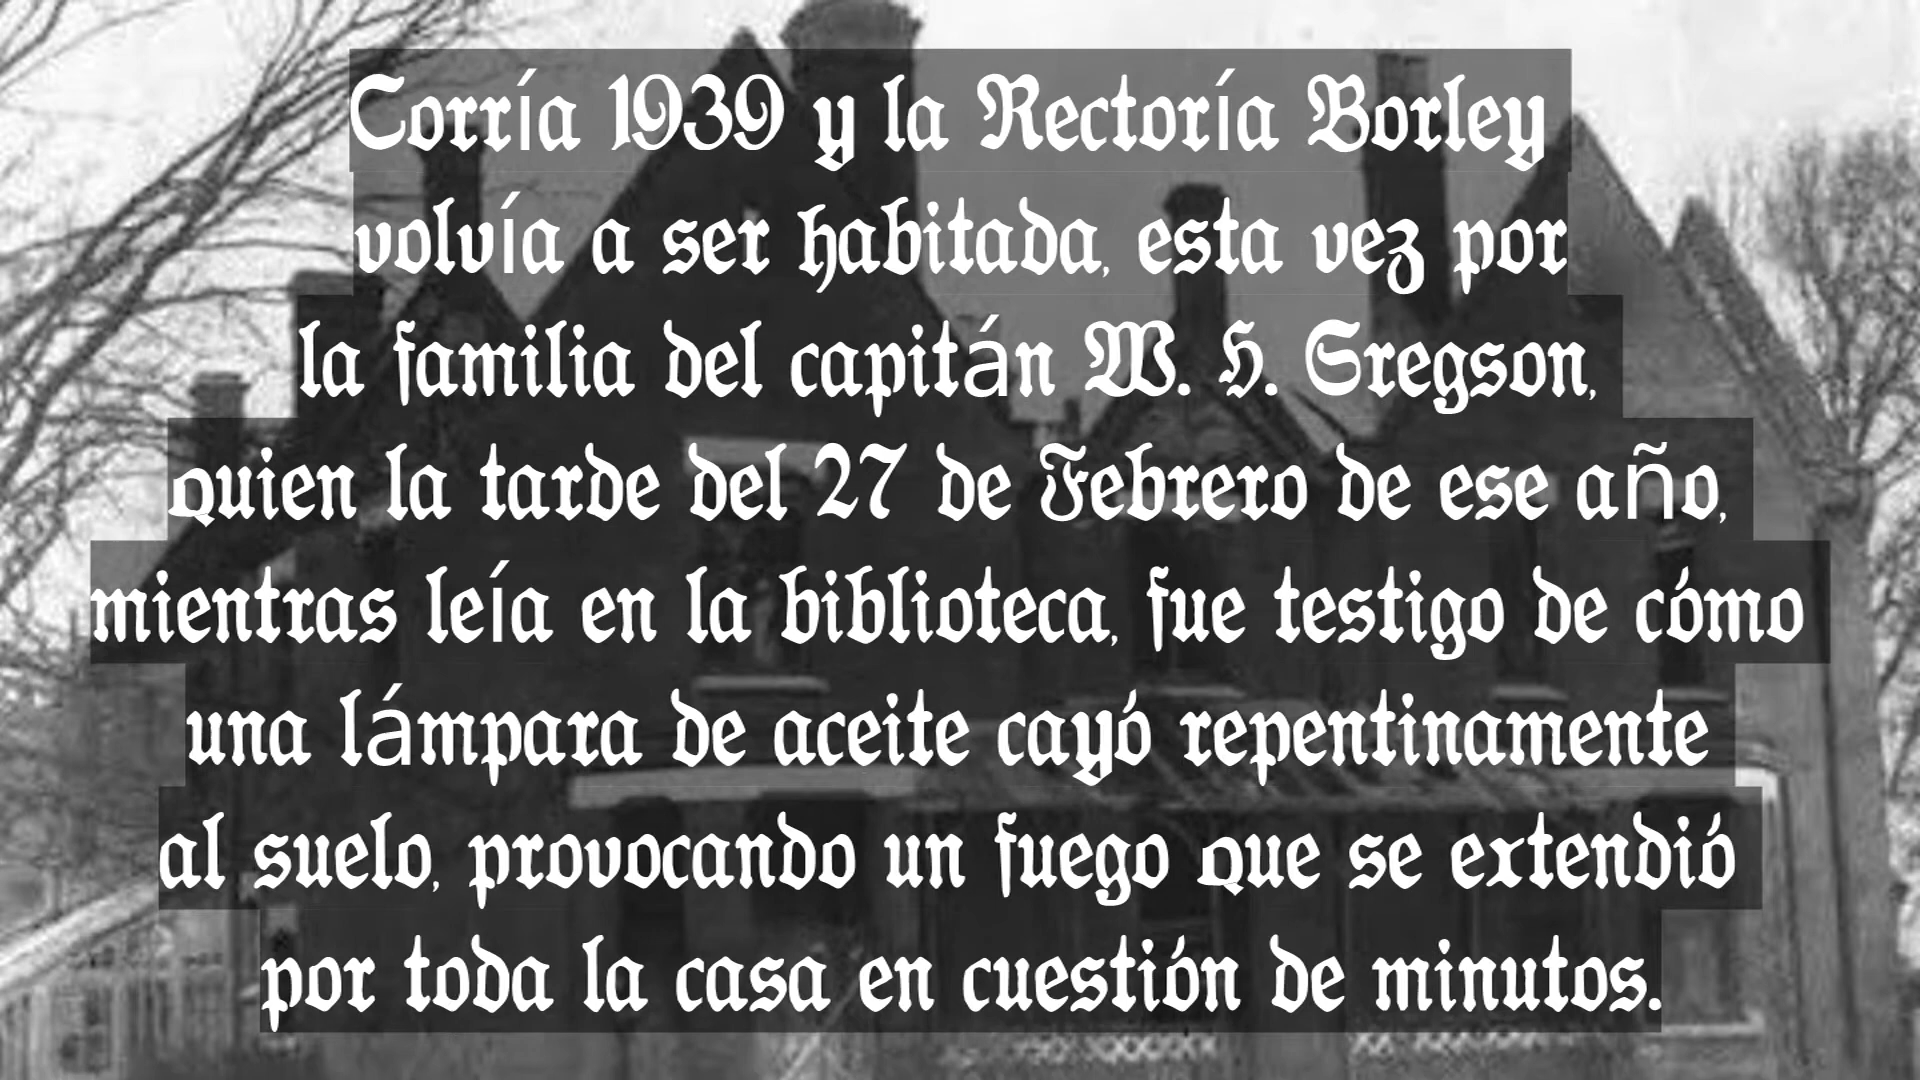 Corría 1939 y la Rectoría Borley
volvía a ser habitada, esta vez por
la familia del capitán W. H. Sregson,
quien la tarde del 27 de Febrero de ese año,
mientras leía en la biblioteca, fue testigo de cómo
una lámpara de aceite cayó repentinamente
al suelo, provocando un fuego que se extendió
por toda la casa en cuestión de minutos.